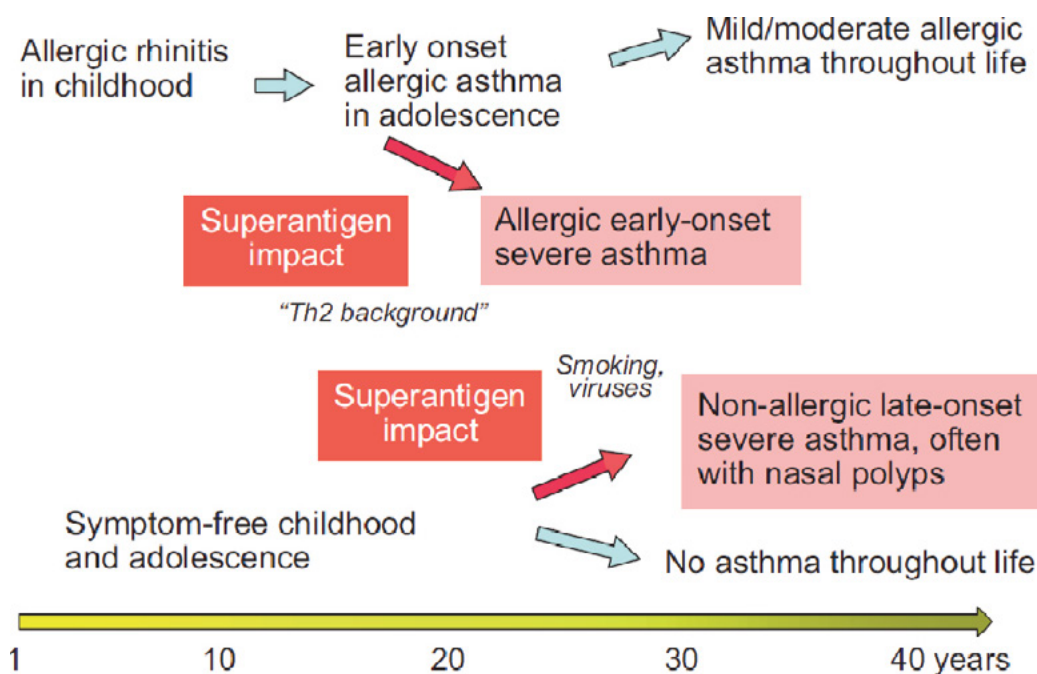 Allergic rhinitis
in childhood
Early onset
allergic asthma
in adolescence
Mild/moderate allergic
asthma throughout life
Superantigen
impact
Allergic early-onset
severe asthma
“Th2 background”
Smoking,
viruses
Superantigen
impact
Non-allergic late-onset
severe asthma, often
with nasal polyps
Symptom-free childhood
and adolescence
No asthma throughout life
1 10 20 30 40 years